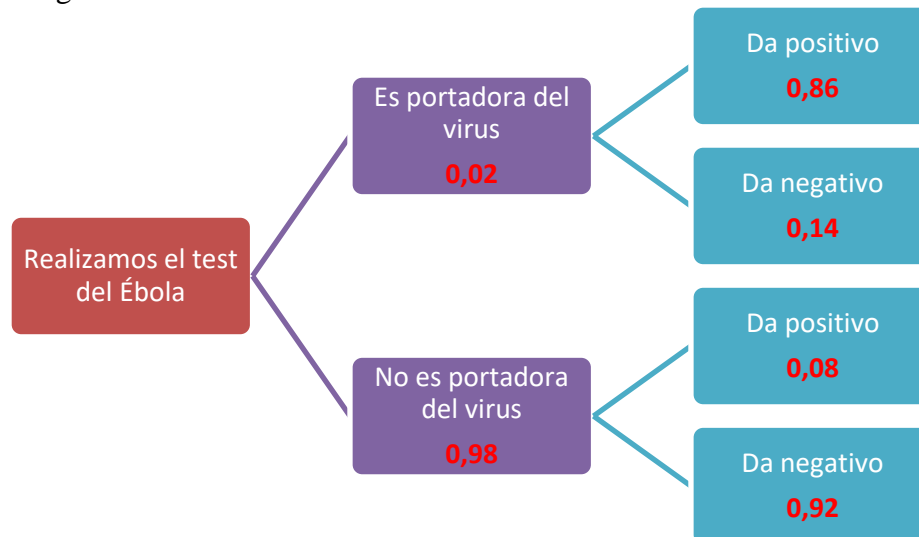 Realizamos el test
del Ébola
Es portadora del
virus
0,02
Da positivo
0,86
Da negativo
0,14
No es portadora
del virus
0,98
Da positivo
0,08
Da negativo
0,92